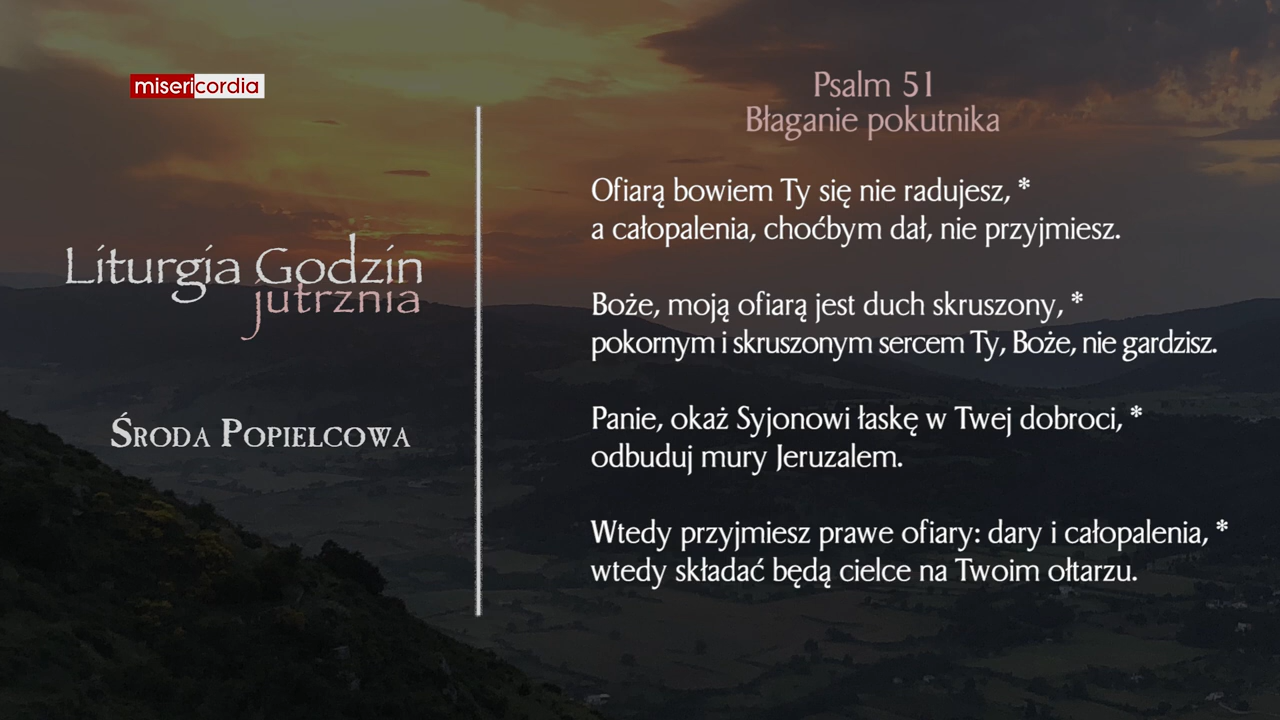 misericordia
Liturgia Godzin
jutrznia
Środa Popielcowa
Psalm 51
Błaganie pokutnika
Ofiarą bowiem Ty się nie radujesz, *
a całopalenia, choćbym dał, nie przyjmiesz.
Boże, moją ofiarą jest duch skruszony, *
pokornym i skruszonym sercem Ty, Boże, nie gardzisz.
Panie, okaż Syjonowi łaskę w Twej dobroci, *
odbuduj mury Jeruzalem.
Wtedy przyjmiesz prawe ofiary: dary i całopalenia, *
wtedy składać będą cielce na Twoim ołtarzu.